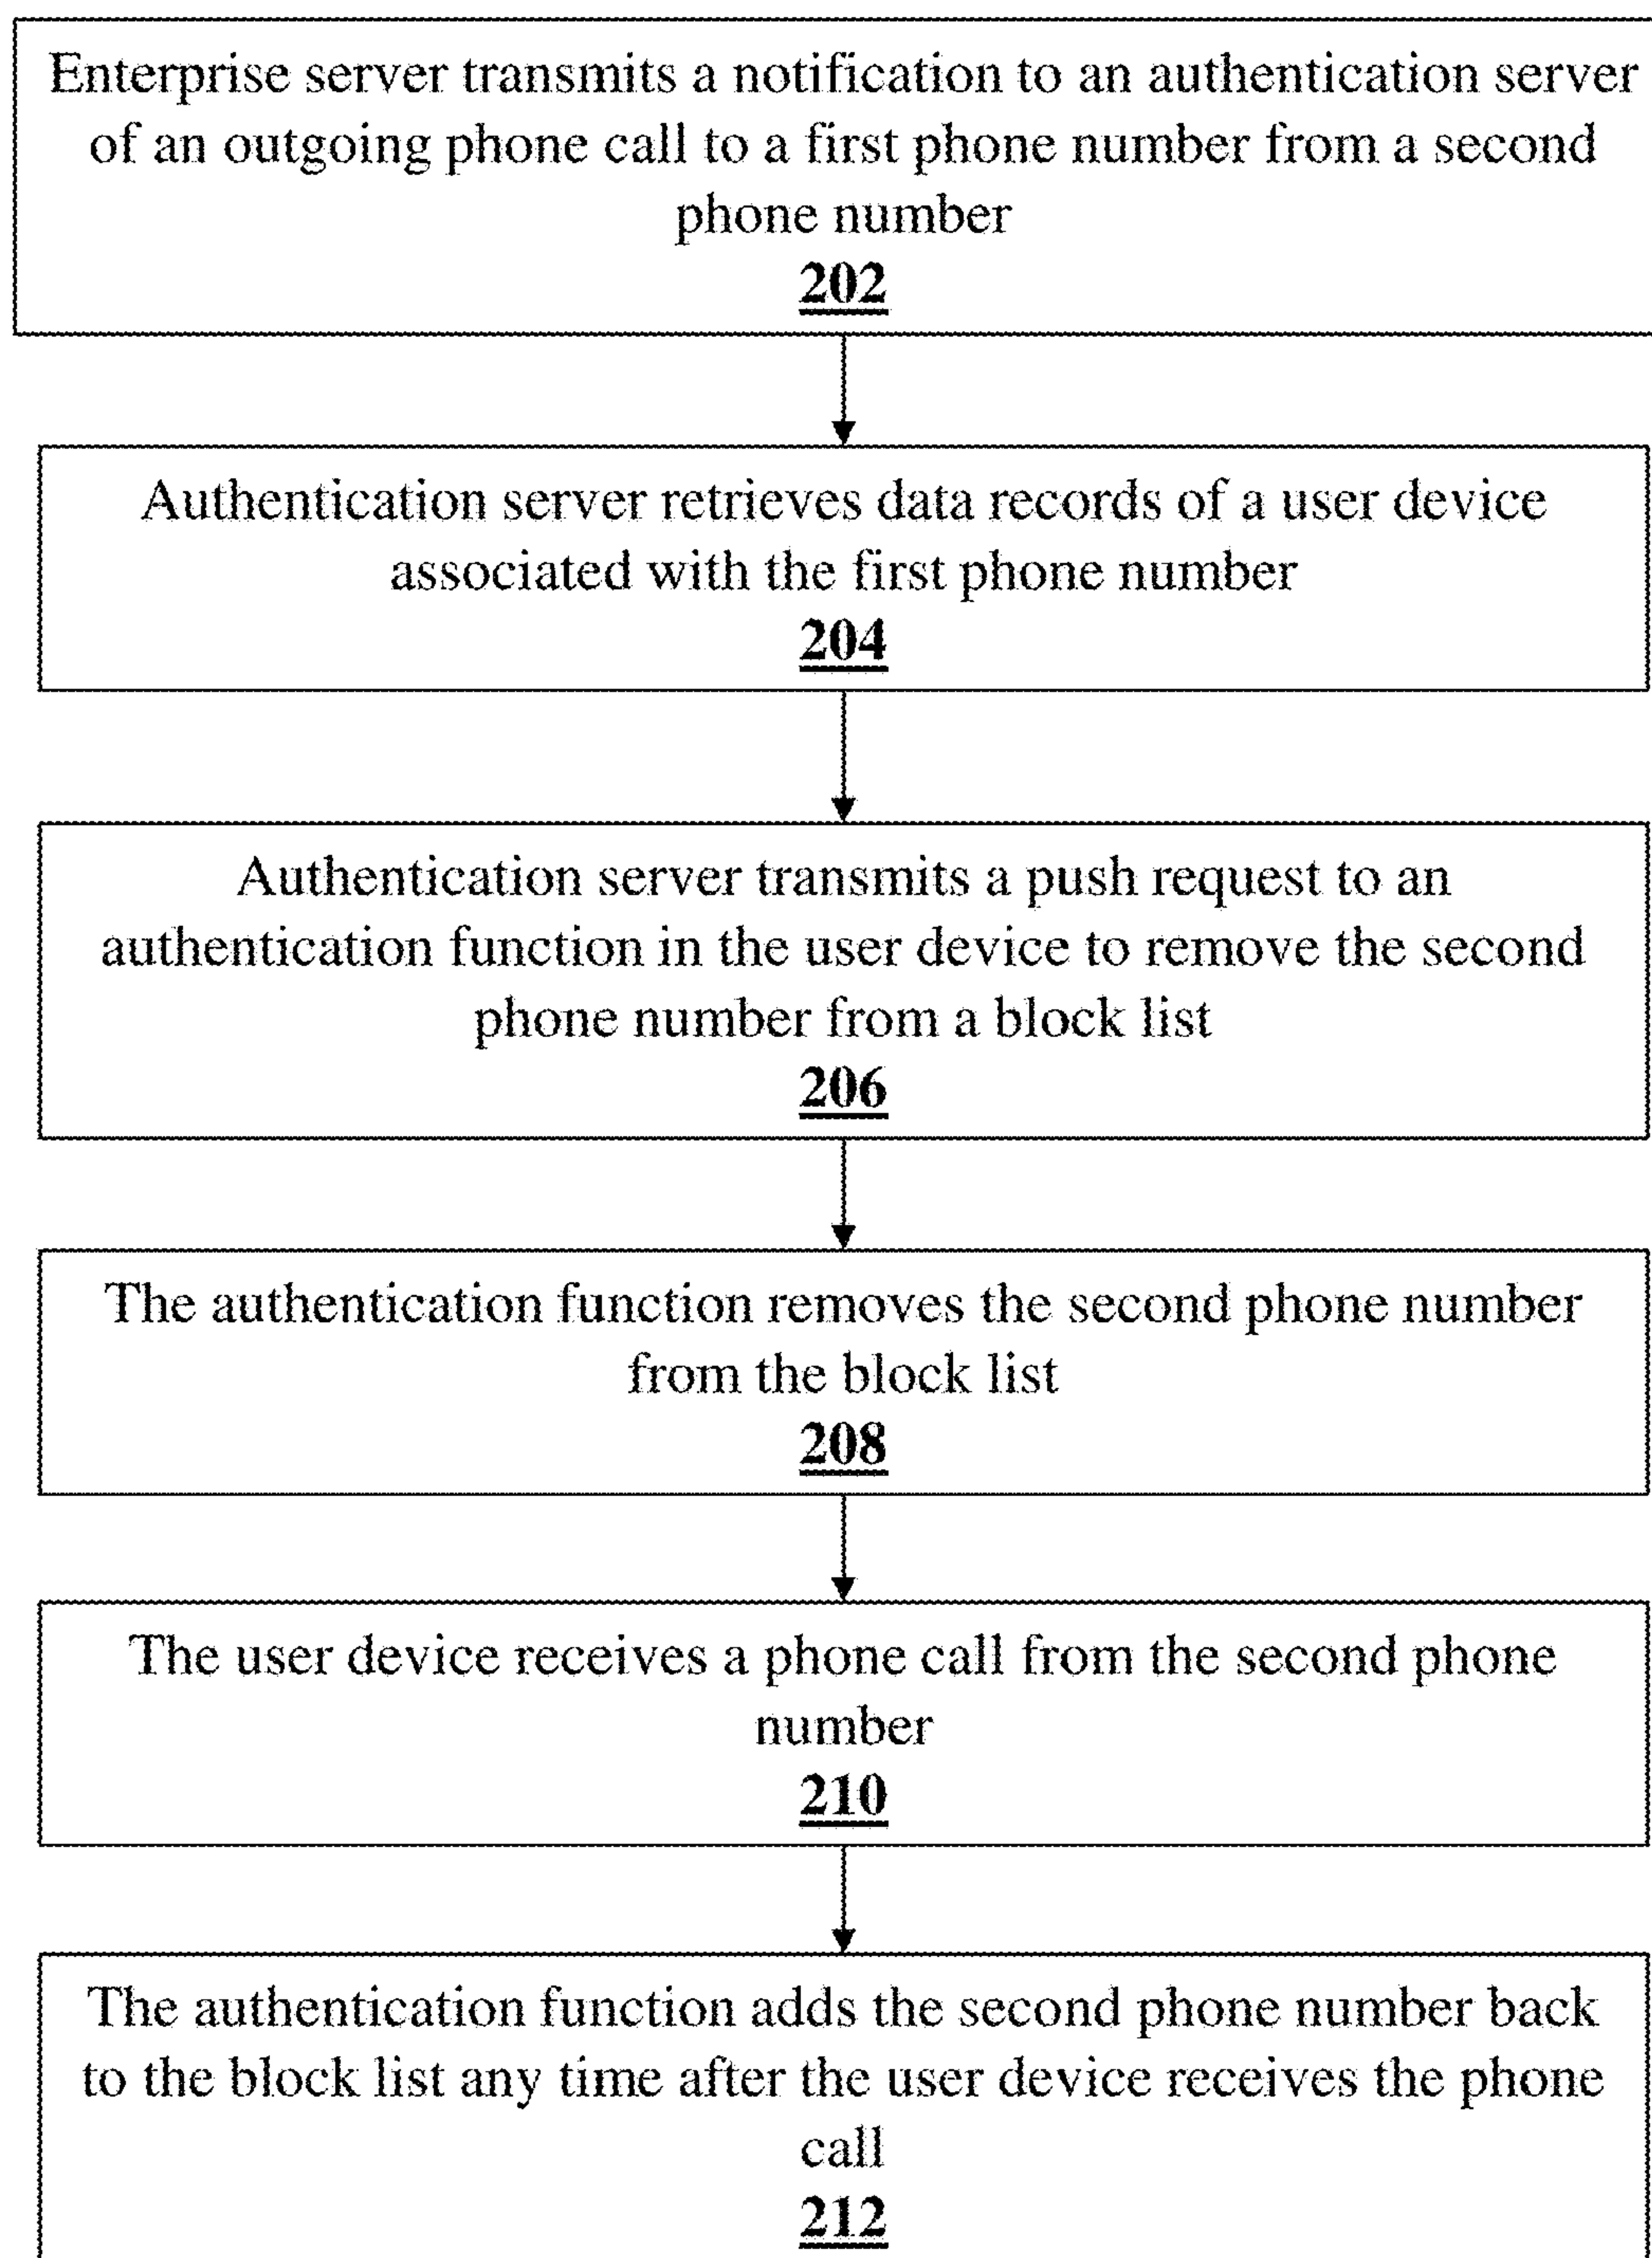 Enterprise server transmits a notification to an authentication server
of an outgoing phone call to a first phone number from a second
phone number
202
Authentication server retrieves data records of a user device
associated with the first phone number
204
Authentication server transmits a push request to an
authentication function in the user device to remove the second
phone number from a block list
206
The authentication function removes the second phone number
from the block list
208
The user device receives a phone call from the second phone
number
210
The authentication function adds the second phone number back
to the block list any time after the user device receives the phone
call
212